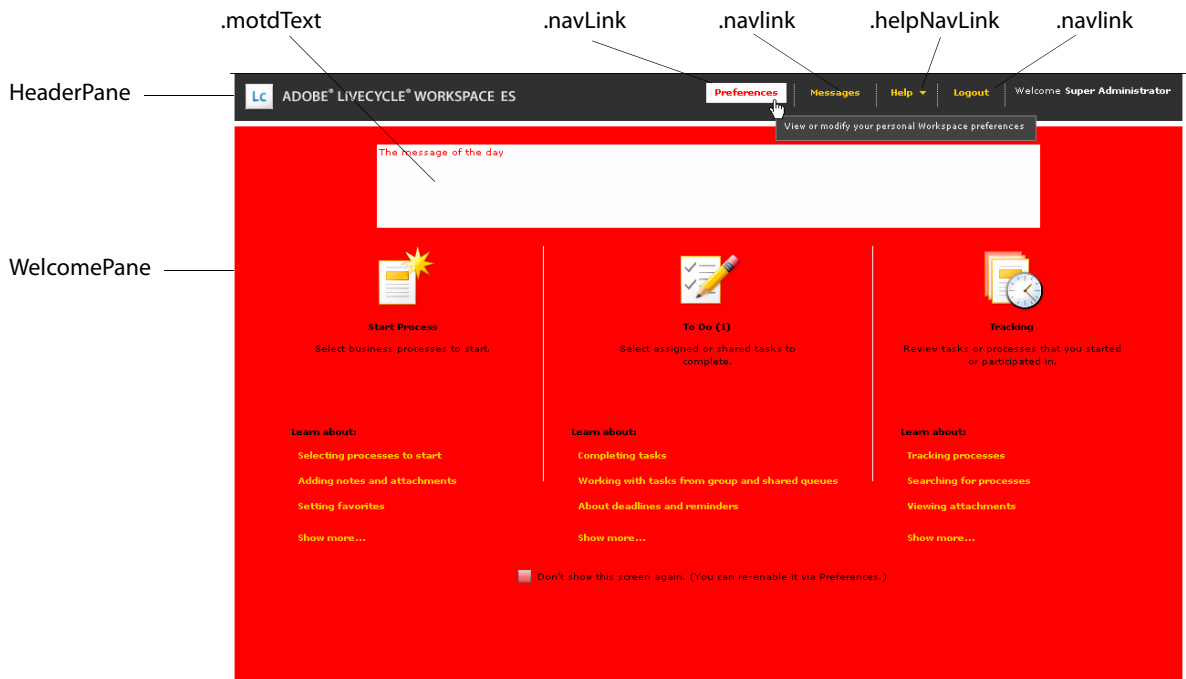 .motdText
.navLink
.navlink
.helpNavLink
.navlink
HeaderPane
Lc ADOBE® LIVECYCLE® WORKSPACE ES
Preferences
Messages
Help
Logout
Welcome Super Administrator
View or modify your personal Workspace preferences
The message of the day
WelcomePane
Start Process
To Do (1)
Tracking
Select business processes to start.
Select assigned or shared tasks to
complete.
Review tasks or processes that you started
or participated in.
Learn about:
Selecting processes to start
Adding notes and attachments
Setting favorites
Show more...
Learn about:
Completing tasks
Working with tasks from group and shared queues
About deadlines and reminders
Show more...
Learn about:
Tracking processes
Searching for processes
Viewing attachments
Show more...
Don't show this screen again. (You can re-enable it via Preferences.)